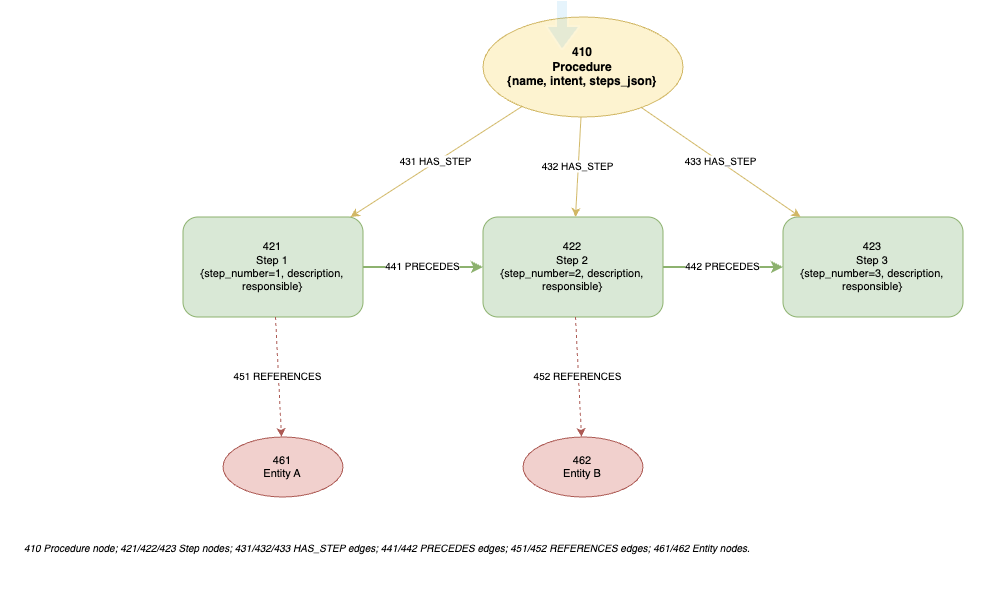 410
Procedure
{name, intent, steps_json}
431 HAS_STEP
432 HAS_STEP
433 HAS_STEP
421
Step 1
{step_number=1, description,
responsible}
441 PRECEDES
422
Step 2
{step_number=2, description,
responsible}
442 PRECEDES
423
Step 3
{step_number=3, description,
responsible}
451 REFERENCES
452 REFERENCES
461
Entity A
462
Entity B
410 Procedure node; 421/422/423 Step nodes; 431/432/433 HAS_STEP edges; 441/442 PRECEDES edges; 451/452 REFERENCES edges; 461/462 Entity nodes.